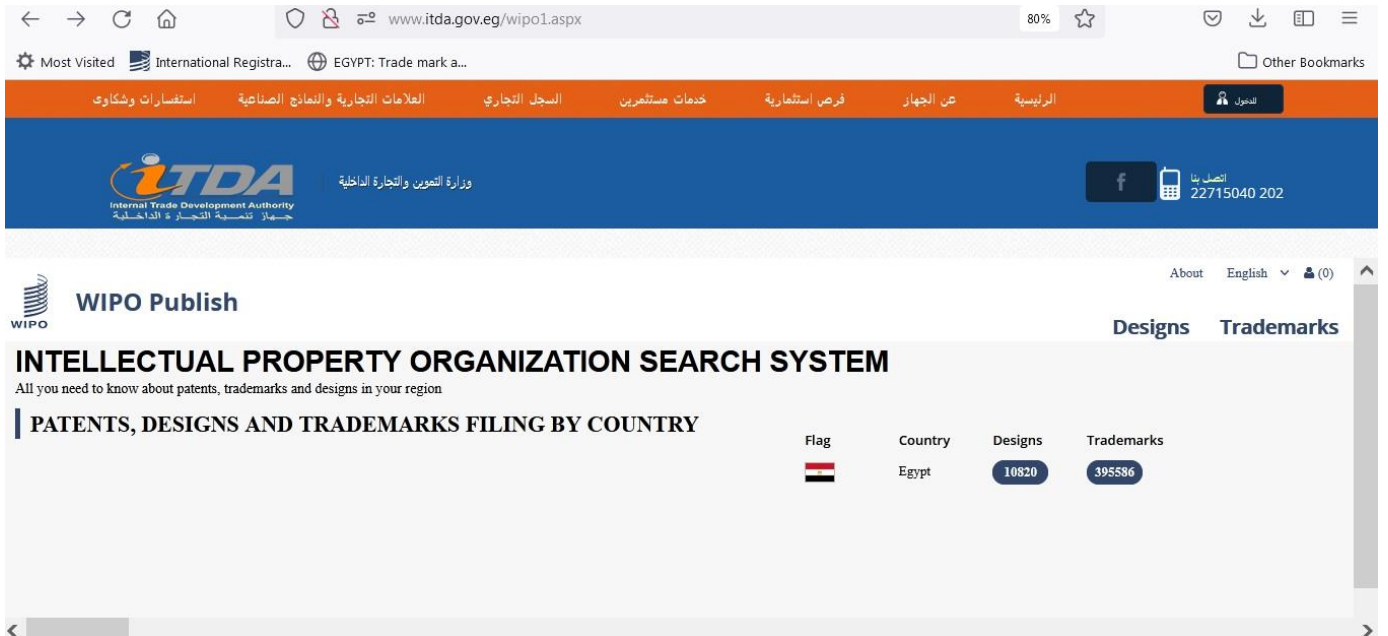 www.itda.gov.eg/wipo1.aspx
80%
Most Visited
International Registra...
EGYPT: Trade mark a...
Other Bookmarks
الدخول
الرئيسية
عن الجهاز
فرص استثمارية
خدمات مستثمرين
السجل التجاري
العلامات التجارية والنماذج الصناعية
استفسارات وشكاوى
iTDA
Internal Trade Development Authority
جهاز تنمية التجارة الداخلية
وزارة التموين والتجارة الداخلية
f
اتصل بنا
22715040 202
About
English
(0)
WIPO
WIPO Publish
Designs
Trademarks
INTELLECTUAL PROPERTY ORGANIZATION SEARCH SYSTEM
All you need to know about patents, trademarks and designs in your region
PATENTS, DESIGNS AND TRADEMARKS FILING BY COUNTRY
Flag Country Designs Trademarks
Egypt 10820 395586